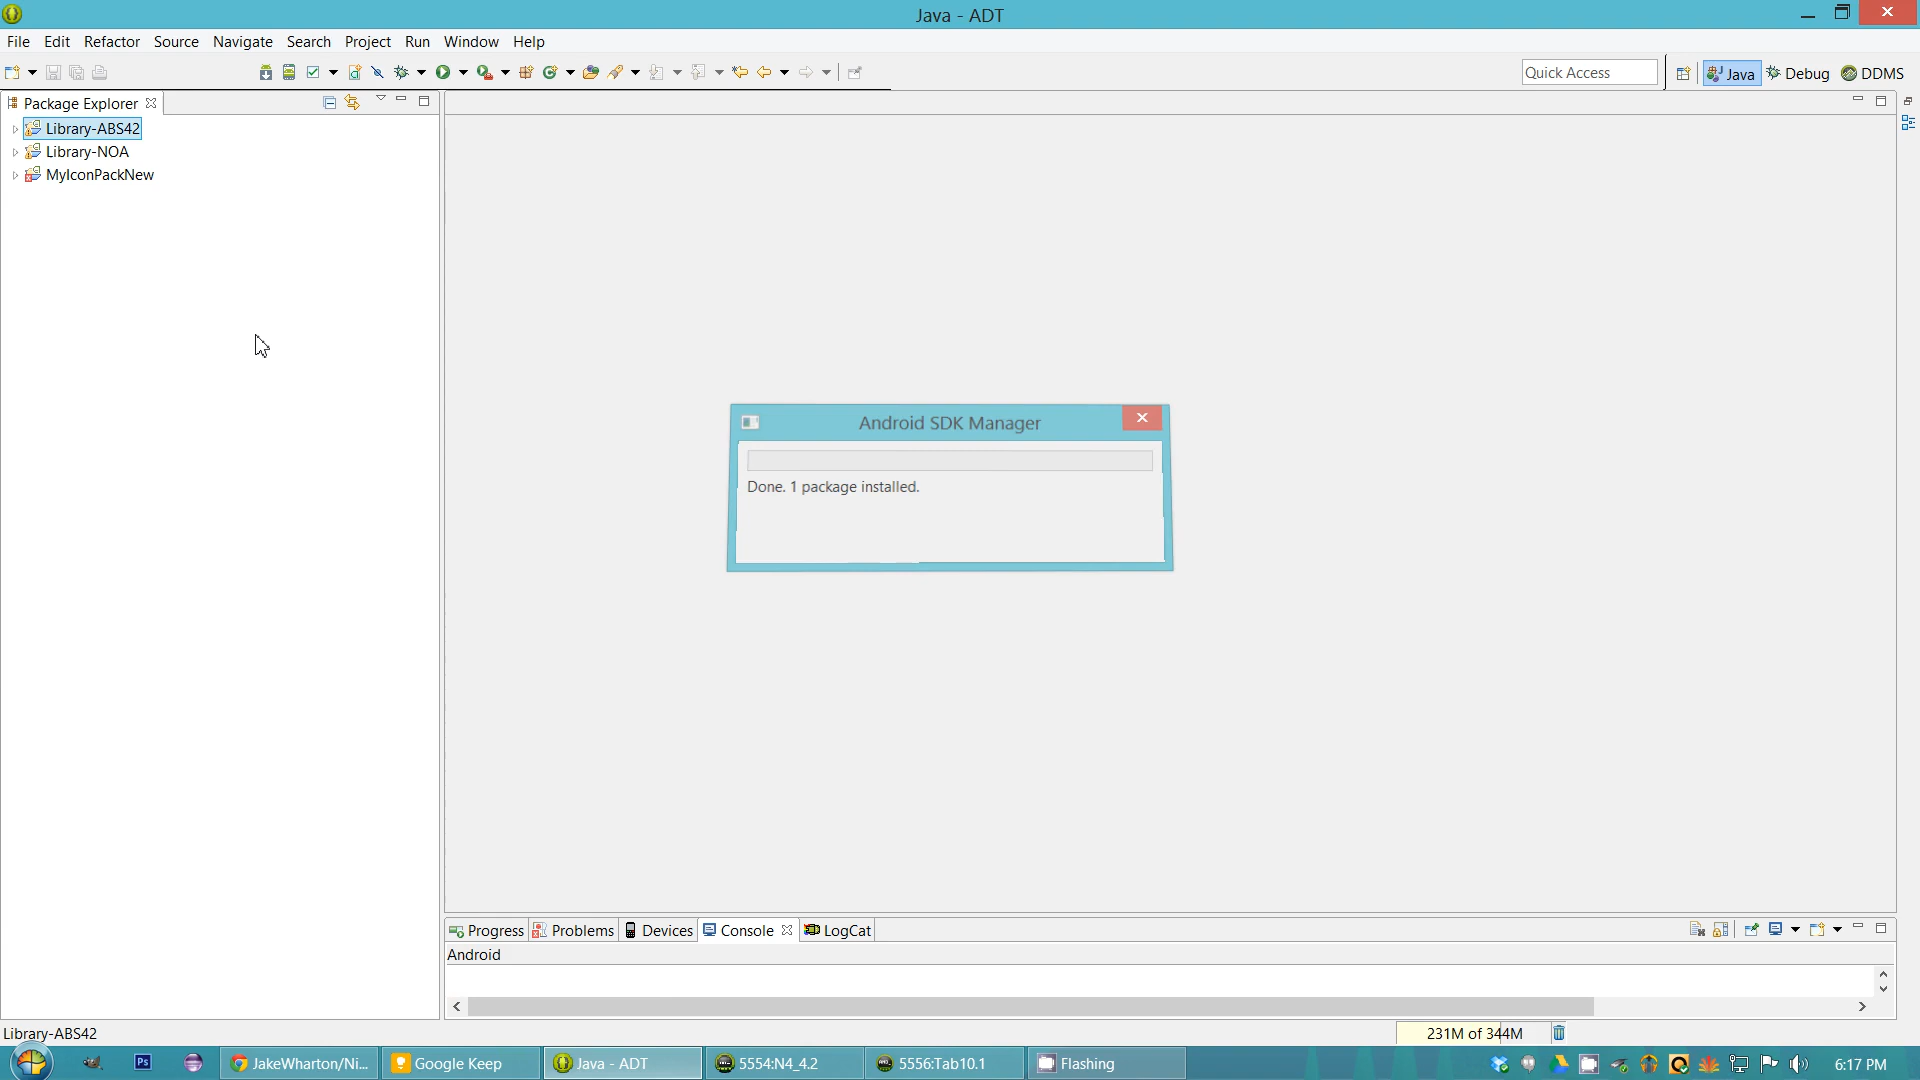 Java - ADT
File Edit Refactor Source Navigate Search Project Run Window Help
Quick Access
Java Debug DDMS
Package Explorer
Library-ABS42
Library-NOA
MyIconPackNew
Android SDK Manager
Done. 1 package installed.
Progress Problems Devices Console LogCat
Android
Library-ABS42
231M of 344M
Ps
JakeWharton/Ni... Google Keep Java - ADT 5554:N4_4.2 5556:Tab10.1 Flashing
6:17 PM